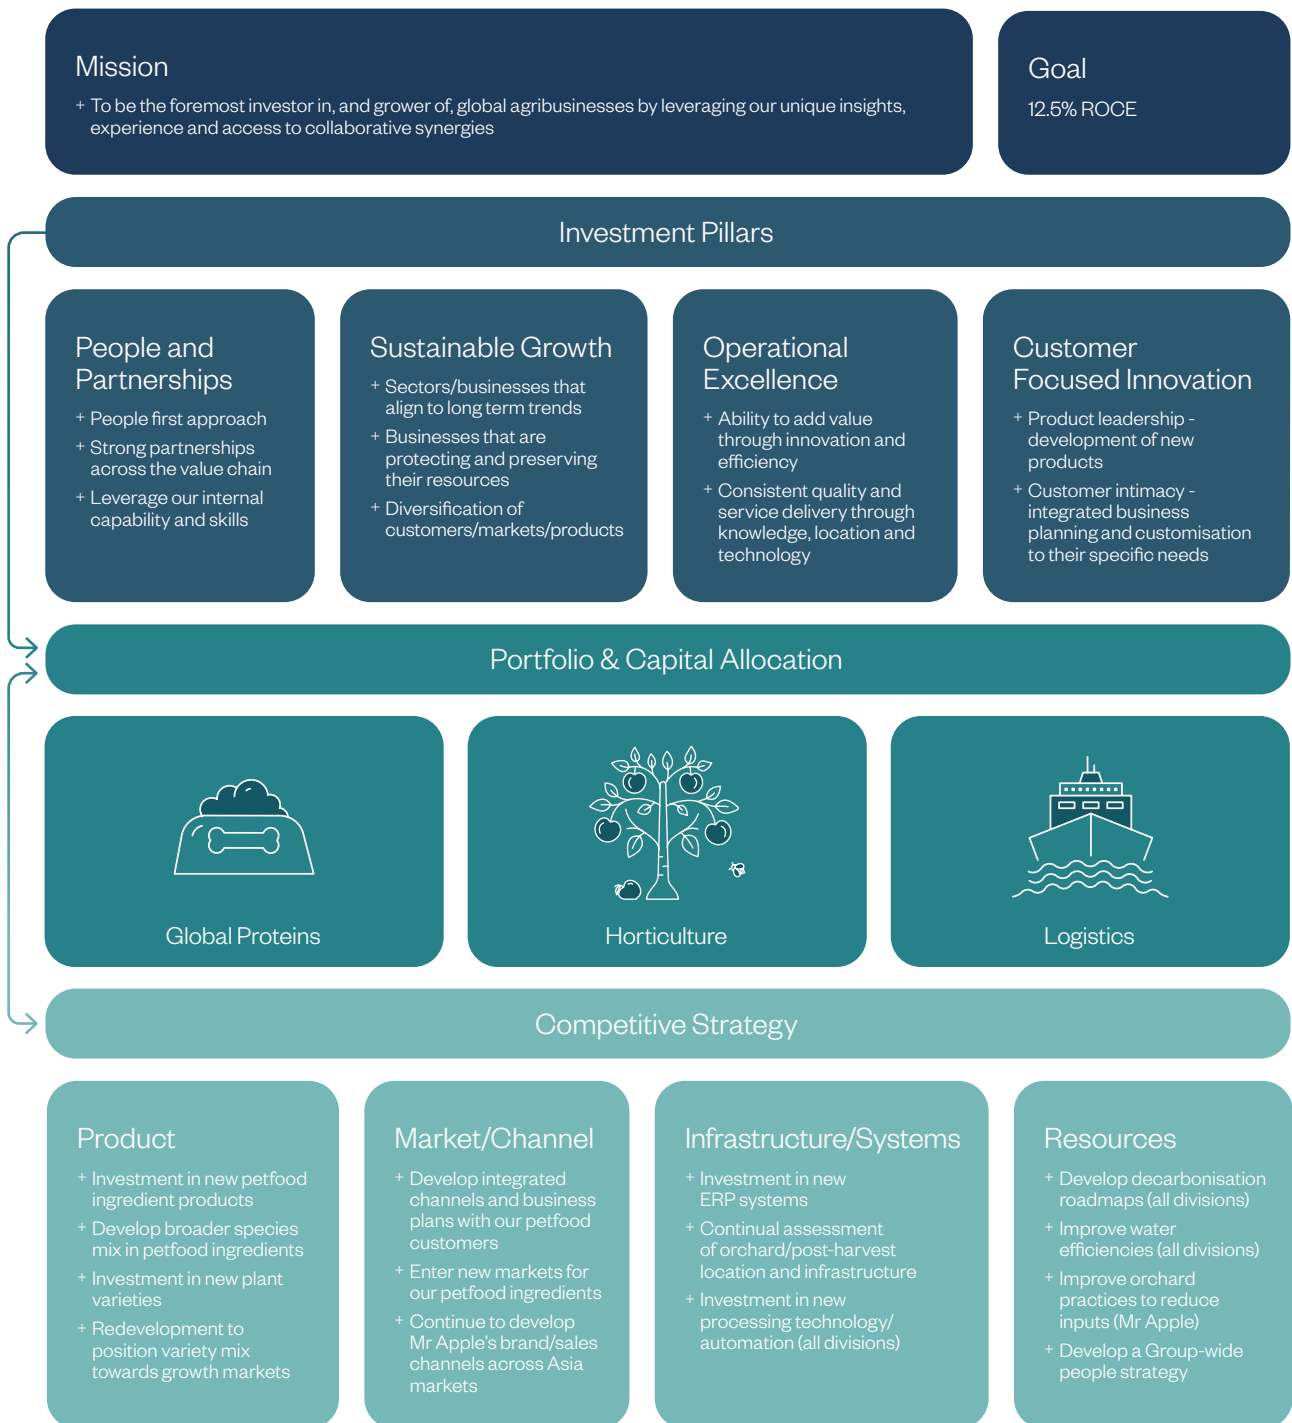 Mission
+ To be the foremost investor in, and grower of, global agribusinesses by leveraging our unique insights,
experience and access to collaborative synergies
Goal
12.5% ROCE
Investment Pillars
People and
Partnerships
+ People first approach
+ Strong partnerships
across the value chain
+ Leverage our internal
capability and skills
Sustainable Growth
+ Sectors/businesses that
align to long term trends
+ Businesses that are
protecting and preserving
their resources
+ Diversification of
customers/markets/products
Operational
Excellence
+ Ability to add value
through innovation and
efficiency
+ Consistent quality and
service delivery through
knowledge, location and
technology
Customer
Focused Innovation
+ Product leadership -
development of new
products
+ Customer intimacy -
integrated business
planning and customisation
to their specific needs
Portfolio & Capital Allocation
Global Proteins
Horticulture
Logistics
Competitive Strategy
Product
+ Investment in new petfood
ingredient products
+ Develop broader species
mix in petfood ingredients
+ Investment in new plant
varieties
+ Redevelopment to
position variety mix
towards growth markets
Market/Channel
+ Develop integrated
channels and business
plans with our petfood
customers
+ Enter new markets for
our petfood ingredients
+ Continue to develop
Mr Apple's brand/sales
channels across Asia
markets
Infrastructure/Systems
+ Investment in new
ERP systems
+ Continual assessment
of orchard/post-harvest
location and infrastructure
+ Investment in new
processing technology/
automation (all divisions)
Resources
+ Develop decarbonisation
roadmaps (all divisions)
+ Improve water
efficiencies (all divisions)
+ Improve orchard
practices to reduce
inputs (Mr Apple)
+ Develop a Group-wide
people strategy